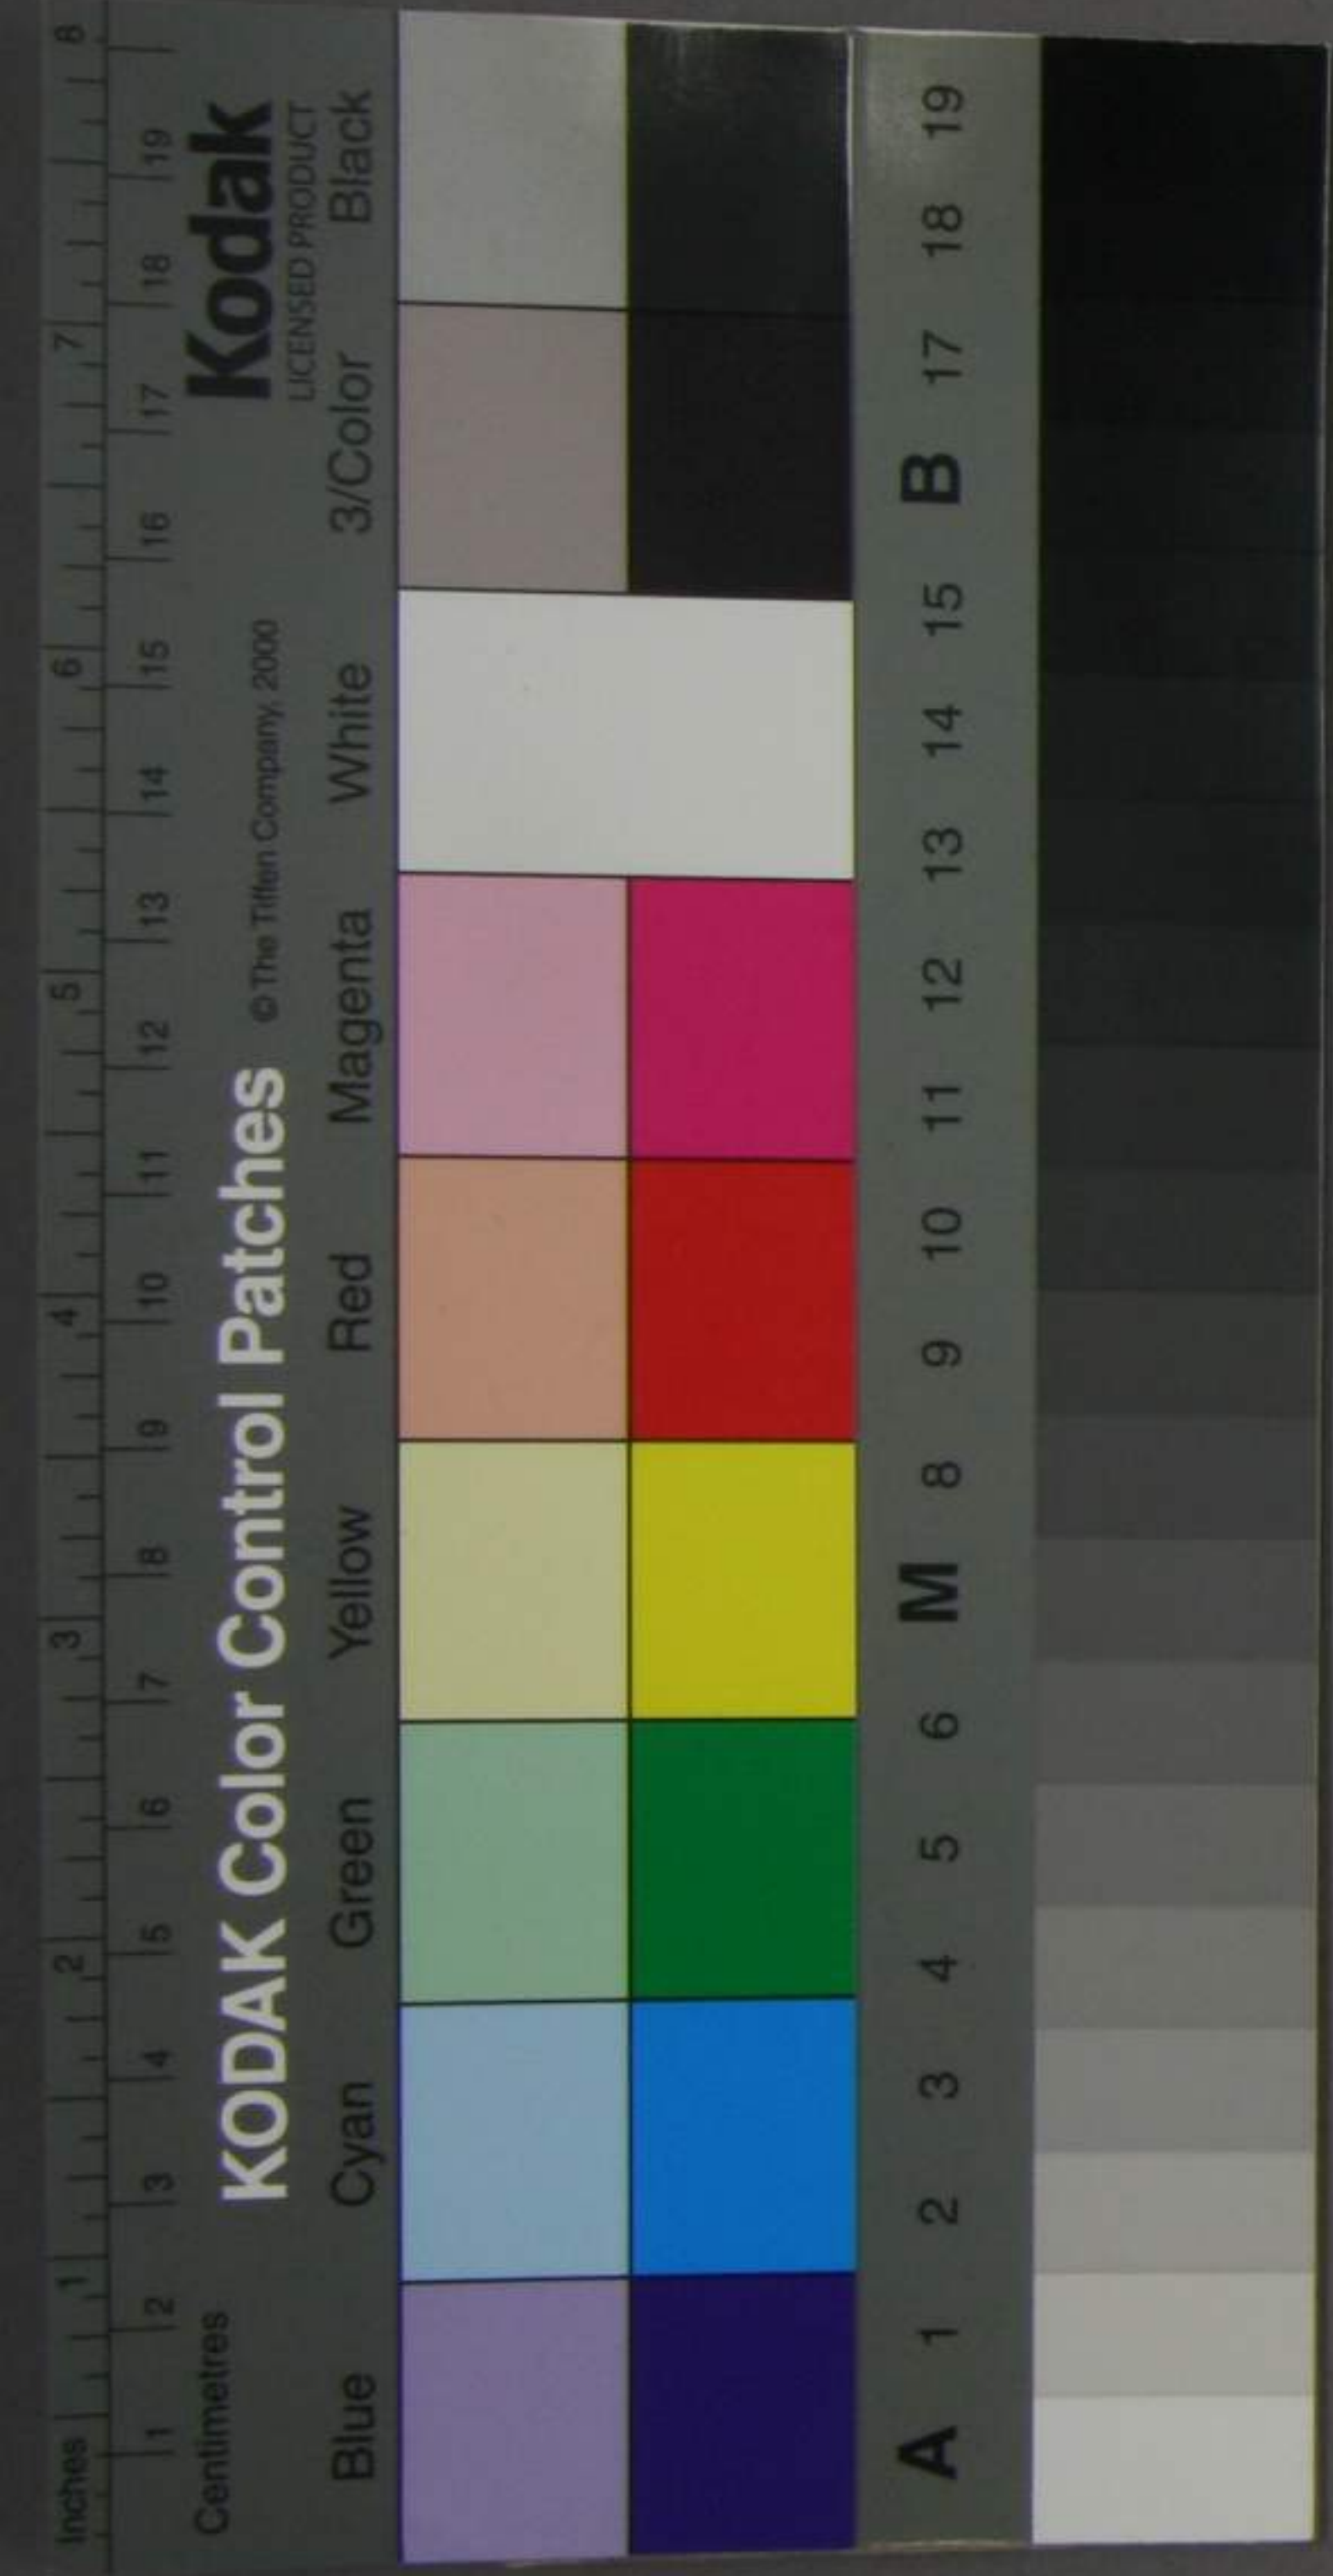 Inches 1 2 3 4 5 6 7 8
1 2 3 4 5 6 7 8 9 10 11 12 13 14 15 16 17 18 19
Centimetres
KODAK Color Control Patches © The Tiffen Company, 2000 Kodak
LICENSED PRODUCT
Blue Cyan Green Yellow Red Magenta White 3/Color Black
A 1 2 3 4 5 6 M 8 9 10 11 12 13 14 15 B 17 18 19